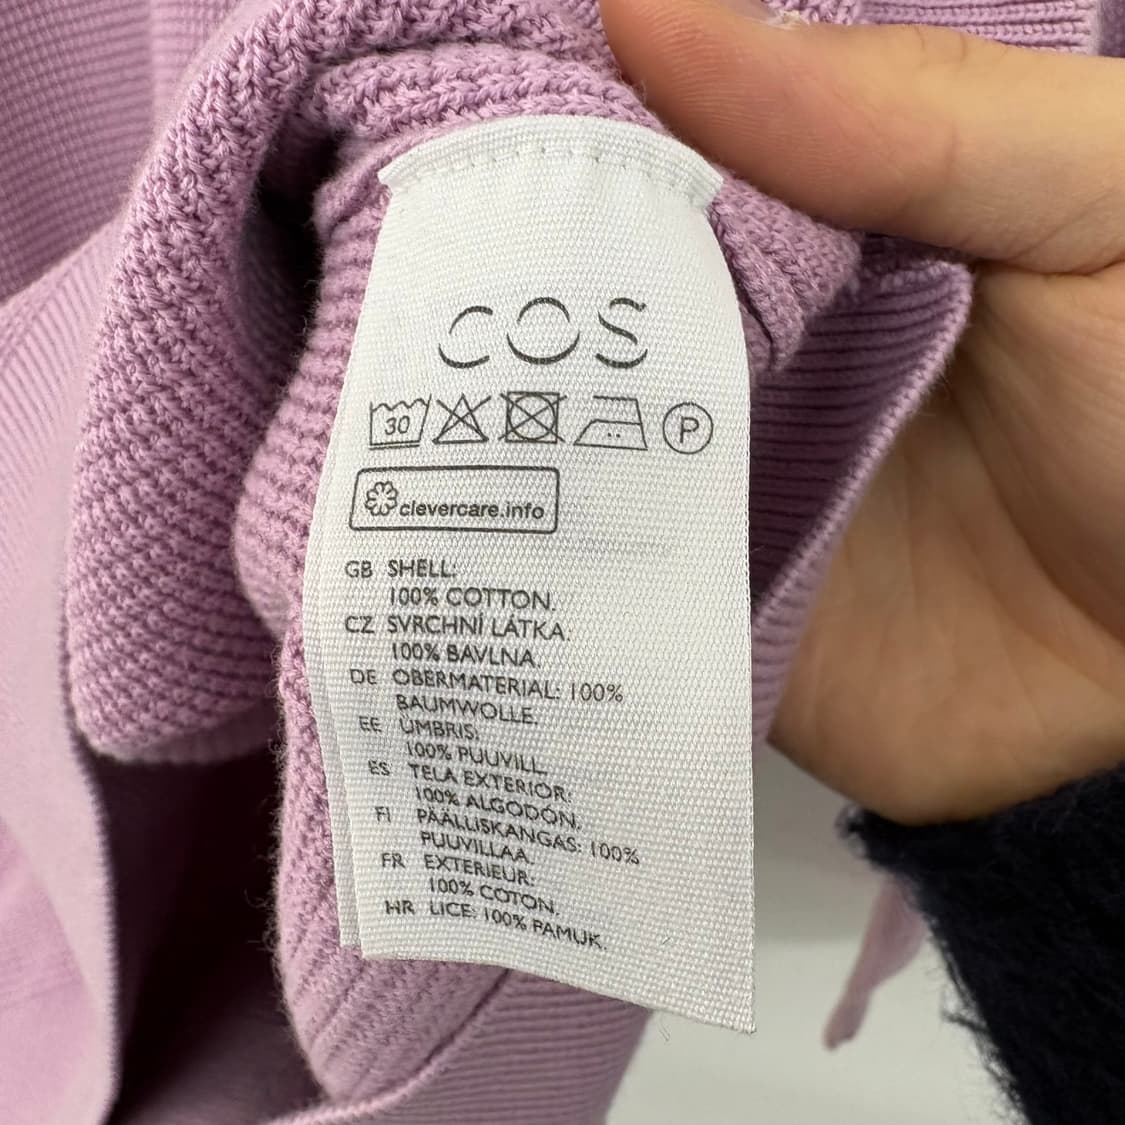 COS
30 P
clevercare.info
GB SHELL:
100% COTTON.
CZ SVRCHNÍ LÁTKA:
100% BAVLNA.
DE OBERMATERIAL: 100%
BAUMWOLLE.
EE ÜMBRIS:
100% PUUVILL.
ES TELA EXTERIOR:
100% ALGODÓN.
FI PÄÄLLISKANGAS: 100%
PUUVILLAA.
FR EXTERIEUR:
100% COTON.
HR LICE: 100% PAMUK.